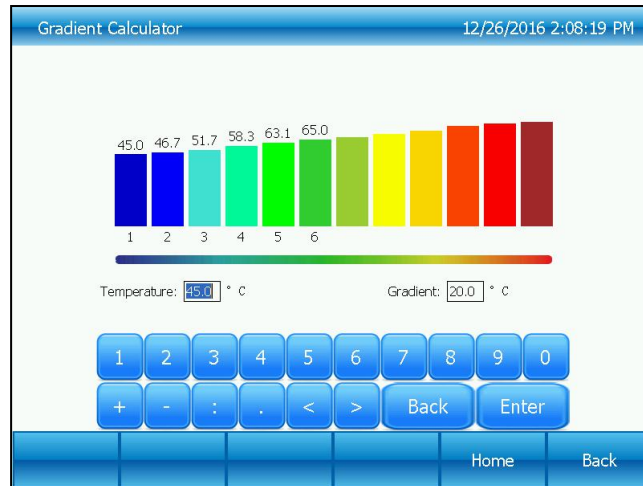 Gradient Calculator 12/26/2016 2:08:19 PM
45.0 46.7 51.7 58.3 63.1 65.0
1 2 3 4 5 6
Temperature: 45.0 ° C Gradient: 20.0 ° C
1 2 3 4 5 6 7 8 9 0
+ - : . < > Back Enter
Home Back